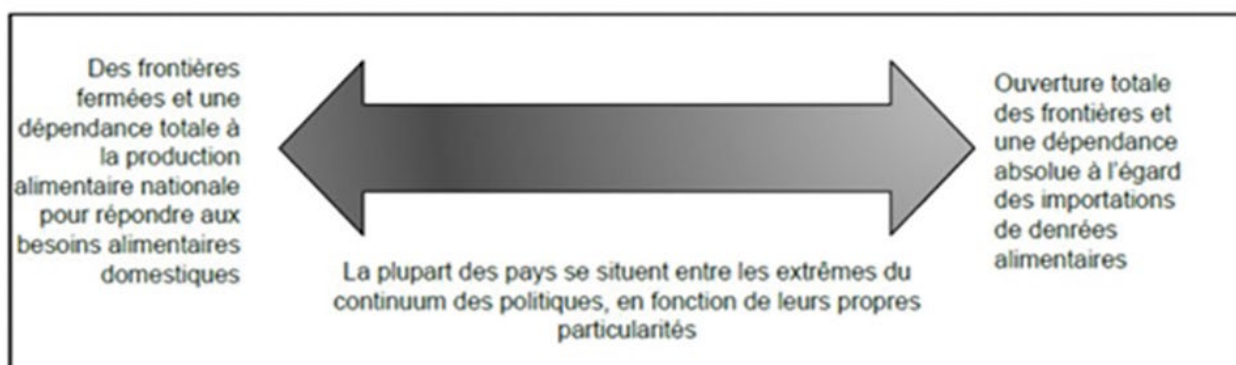 Des frontières
fermées et une
dépendance totale à
la production
alimentaire nationale
pour répondre aux
besoins alimentaires
domestiques
La plupart des pays se situent entre les extrêmes du
continuum des politiques, en fonction de leurs propres
particularités
Ouverture totale
des frontières et
une dépendance
absolue à l'égard
des importations
de denrées
alimentaires